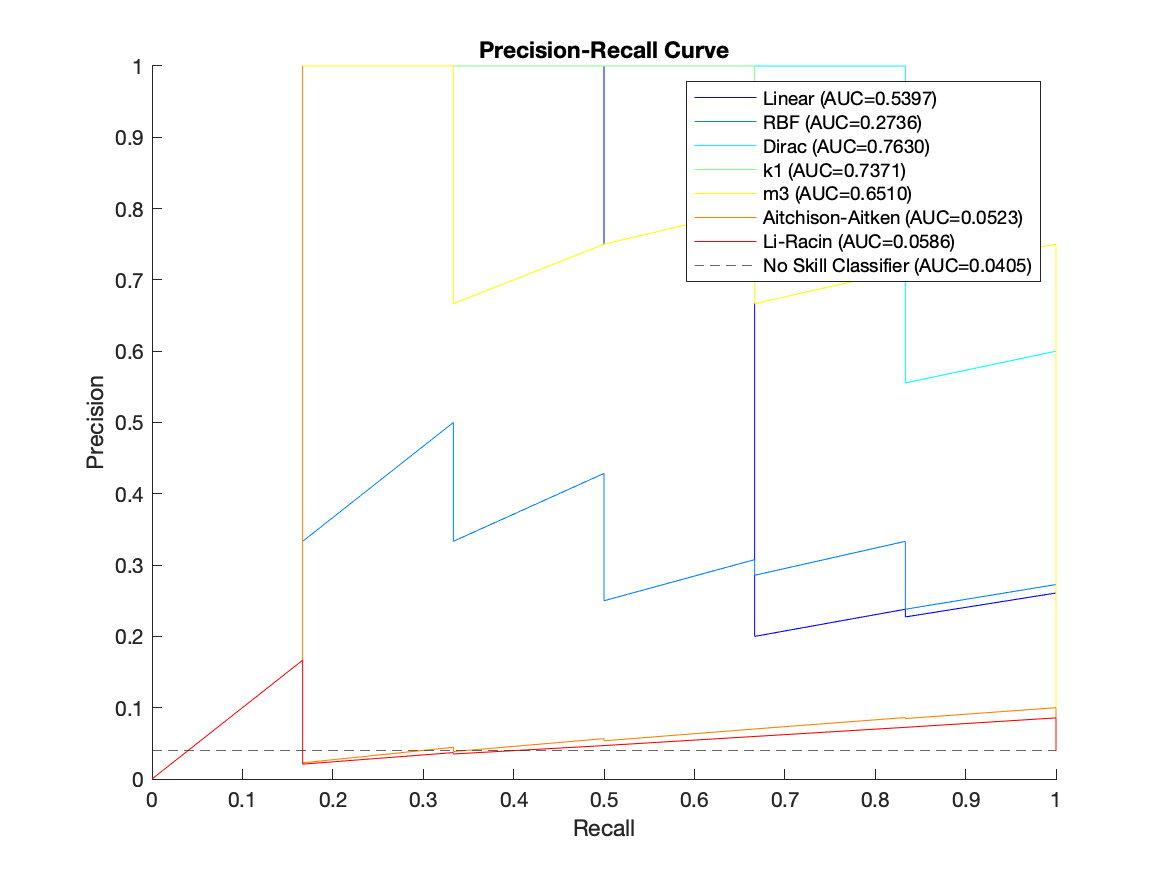 Precision-Recall Curve
1
0.9
0.8
0.7
0.6
0.5
0.4
0.3
0.2
0.1
0
Precision
Linear (AUC=0.5397)
RBF (AUC=0.2736)
Dirac (AUC=0.7630)
k1 (AUC=0.7371)
m3 (AUC=0.6510)
Aitchison-Aitken (AUC=0.0523)
Li-Racin (AUC=0.0586)
No Skill Classifier (AUC=0.0405)
0 0.1 0.2 0.3 0.4 0.5 0.6 0.7 0.8 0.9 1
Recall